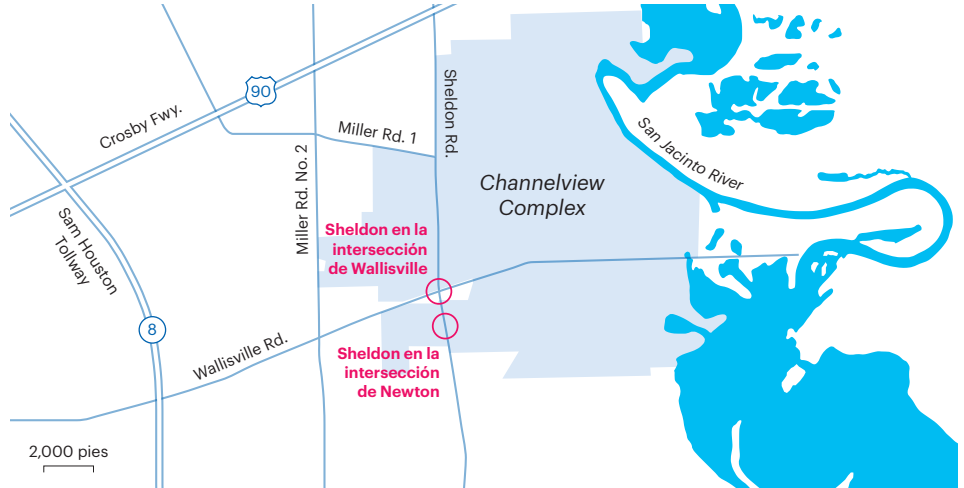 90
Crosby Fwy.
Sheldon Rd.
Miller Rd. 1
San Jacinto River
Miller Rd. No. 2
Channelview
Complex
Sam Houston
Tollway
Sheldon en la
intersección
de Wallisville
8
Wallisville Rd.
Sheldon en la
intersección
de Newton
2,000 pies